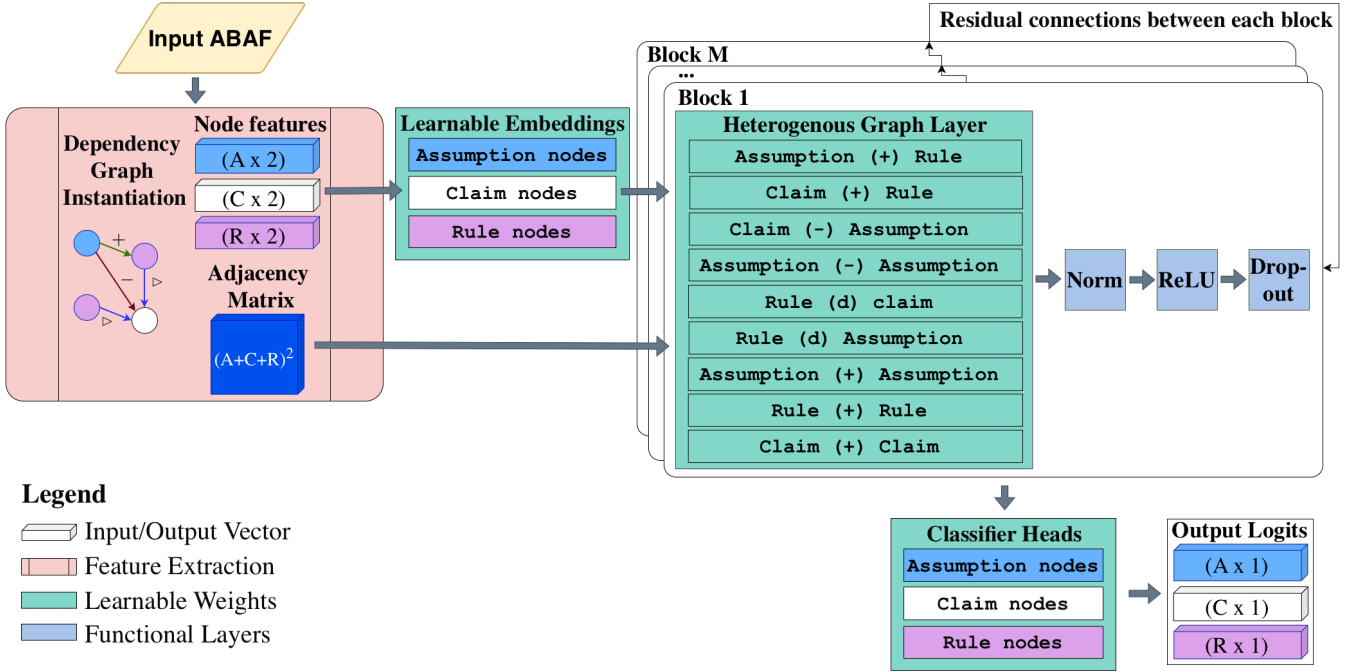 Input ABAF
Dependency
Graph
Instantiation
+
−
▷
▷
Node features
(A x 2)
(C x 2)
(R x 2)
Adjacency
Matrix
(A+C+R)²
Learnable Embeddings
Assumption nodes
Claim nodes
Rule nodes
Residual connections between each block
Block M
...
Block 1
Heterogenous Graph Layer
Assumption (+) Rule
Claim (+) Rule
Claim (-) Assumption
Assumption (-) Assumption
Rule (d) claim
Rule (d) Assumption
Assumption (+) Assumption
Rule (+) Rule
Claim (+) Claim
Norm
ReLU
Drop-
out
Classifier Heads
Assumption nodes
Claim nodes
Rule nodes
Output Logits
(A x 1)
(C x 1)
(R x 1)
Legend
Input/Output Vector
Feature Extraction
Learnable Weights
Functional Layers